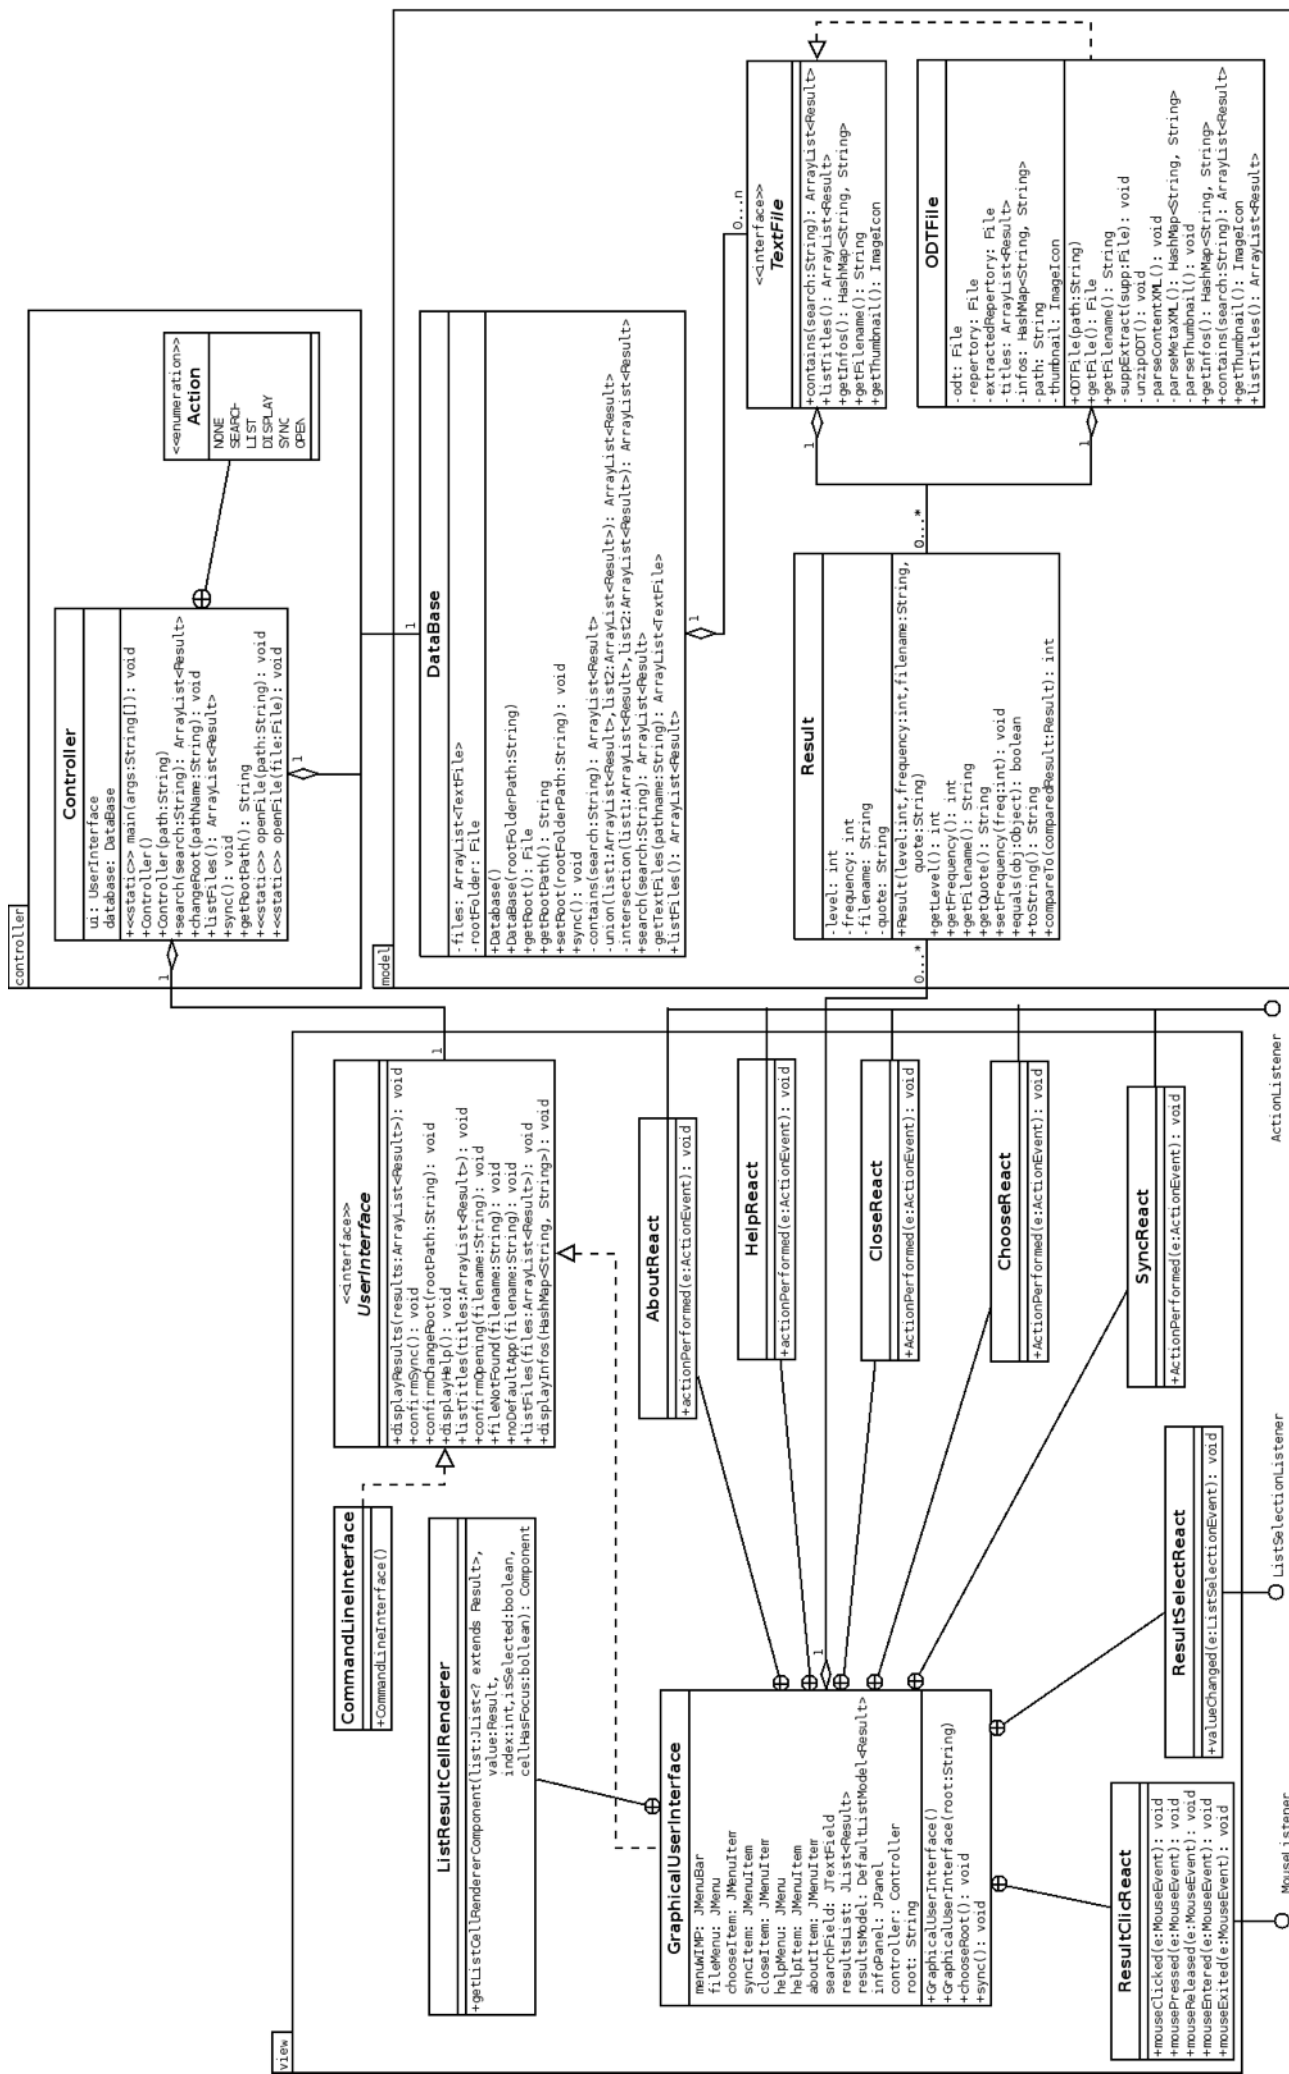 controller
Controller
ui: UserInterface
database: DataBase
+<<static>> main(args:String[]): void
+Controller()
+Controller(path:String)
+search(search:String): ArrayList<Result>
+changeRoot(pathName:String): void
+listFiles(): ArrayList<Result>
+sync(): void
+getRootPath(): String
+<<static>> openFile(path:String): void
+<<static>> openFile(file:File): void
1
1
<<enumeration>>
Action
NONE
SEARCH
LIST
DISPLAY
SYNC
OPEN
model
1
DataBase
-files: ArrayList<TextFile>
-rootFolder: File
+Database()
+DataBase(rootFolderPath:String)
+getRoot(): File
+getRootPath(): String
+setRoot(rootFolderPath:String): void
+sync(): void
-contains(search:String): ArrayList<Result>
-union(list1:ArrayList<Result>,list2:ArrayList<Result>): ArrayList<Result>
-intersection(list1:ArrayList<Result>,list2:ArrayList<Result>): ArrayList<Result>
+search(search:String): ArrayList<Result>
-getTextFiles(pathname:String): ArrayList<TextFile>
+listFiles(): ArrayList<Result>
1
0...n
<<interface>>
TextFile
+contains(search:String): ArrayList<Result>
+listTitles(): ArrayList<Result>
+getInfos(): HashMap<String, String>
+getFilename(): String
+getThumbnail(): ImageIcon
1
Result
-level: int
-frequency: int
-filename: String
-quote: String
+Result(level:int,frequency:int,filename:String,
quote:String)
+getLevel(): int
+getFrequency(): int
+getFilename(): String
+getQuote(): String
+setFrequency(freq:int): void
+equals(obj:Object): boolean
+toString(): String
+compareTo(comparedResult:Result): int
0...*
0...*
ODTFile
-odt: File
-repertory: File
-extractedRepertory: File
-titles: ArrayList<Result>
-infos: HashMap<String, String>
-path: String
-thumbnail: ImageIcon
+ODTFile(path:String)
+getFile(): File
+getFilename(): String
-suppExtract(supp:File): void
-unzipODT(): void
-parseContentXML(): void
-parseMetaXML(): HashMap<String, String>
-parseThumbnail(): void
+getInfos(): HashMap<String, String>
+contains(search:String): ArrayList<Result>
+getThumbnail(): ImageIcon
+listTitles(): ArrayList<Result>
1
view
1
<<interface>>
UserInterface
+displayResults(results:ArrayList<Result>): void
+confirmSync(): void
+confirmChangeRoot(rootPath:String): void
+displayHelp(): void
+listTitles(titles:ArrayList<Result>): void
+confirmOpening(filename:String): void
+fileNotFound(filename:String): void
+noDefaultApp(filename:String): void
+listFiles(files:ArrayList<Result>): void
+displayInfos(HashMap<String, String>): void
CommandLineInterface
+CommandLineInterface()
ListResultCellRenderer
+getListCellRendererComponent(list:JList<? extends Result>,
value:Result,
index:int,isSelected:boolean,
cellHasFocus:bollean): Component
GraphicalUserInterface
menuWIMP: JMenuBar
fileMenu: JMenu
chooseItem: JMenuItem
syncItem: JMenuItem
closeItem: JMenuItem
helpMenu: JMenu
helpItem: JMenuItem
aboutItem: JMenuItem
searchField: JTextField
resultsList: JList<Result>
resultsModel: DefaultListModel<Result>
infoPanel: JPanel
controller: Controller
root: String
+GraphicalUserInterface()
+GraphicalUserInterface(root:String)
+chooseRoot(): void
+sync(): void
1
AboutReact
+actionPerformed(e:ActionEvent): void
HelpReact
+actionPerformed(e:ActionEvent): void
CloseReact
+ActionPerformed(e:ActionEvent): void
ChooseReact
+ActionPerformed(e:ActionEvent): void
SyncReact
+ActionPerformed(e:ActionEvent): void
ResultSelectReact
+valueChanged(e:ListSelectionEvent): void
ResultClicReact
+mouseClicked(e:MouseEvent): void
+mousePressed(e:MouseEvent): void
+mouseReleased(e:MouseEvent): void
+mouseEntered(e:MouseEvent): void
+mouseExited(e:MouseEvent): void
ActionListener
ListSelectionListener
MouseListener